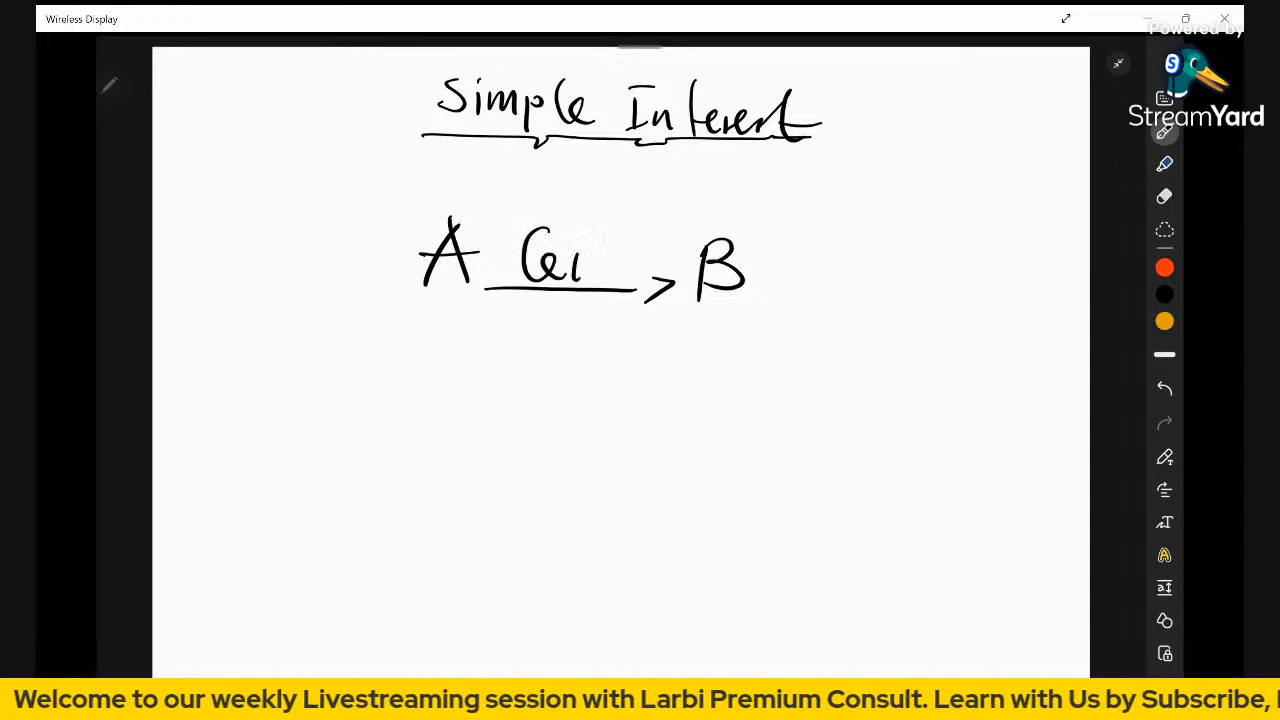 Wireless Display
Powered by
StreamYard
Simple Interest
A > B
Welcome to our weekly Livestreaming session with Larbi Premium Consult. Learn with Us by Subscribe,